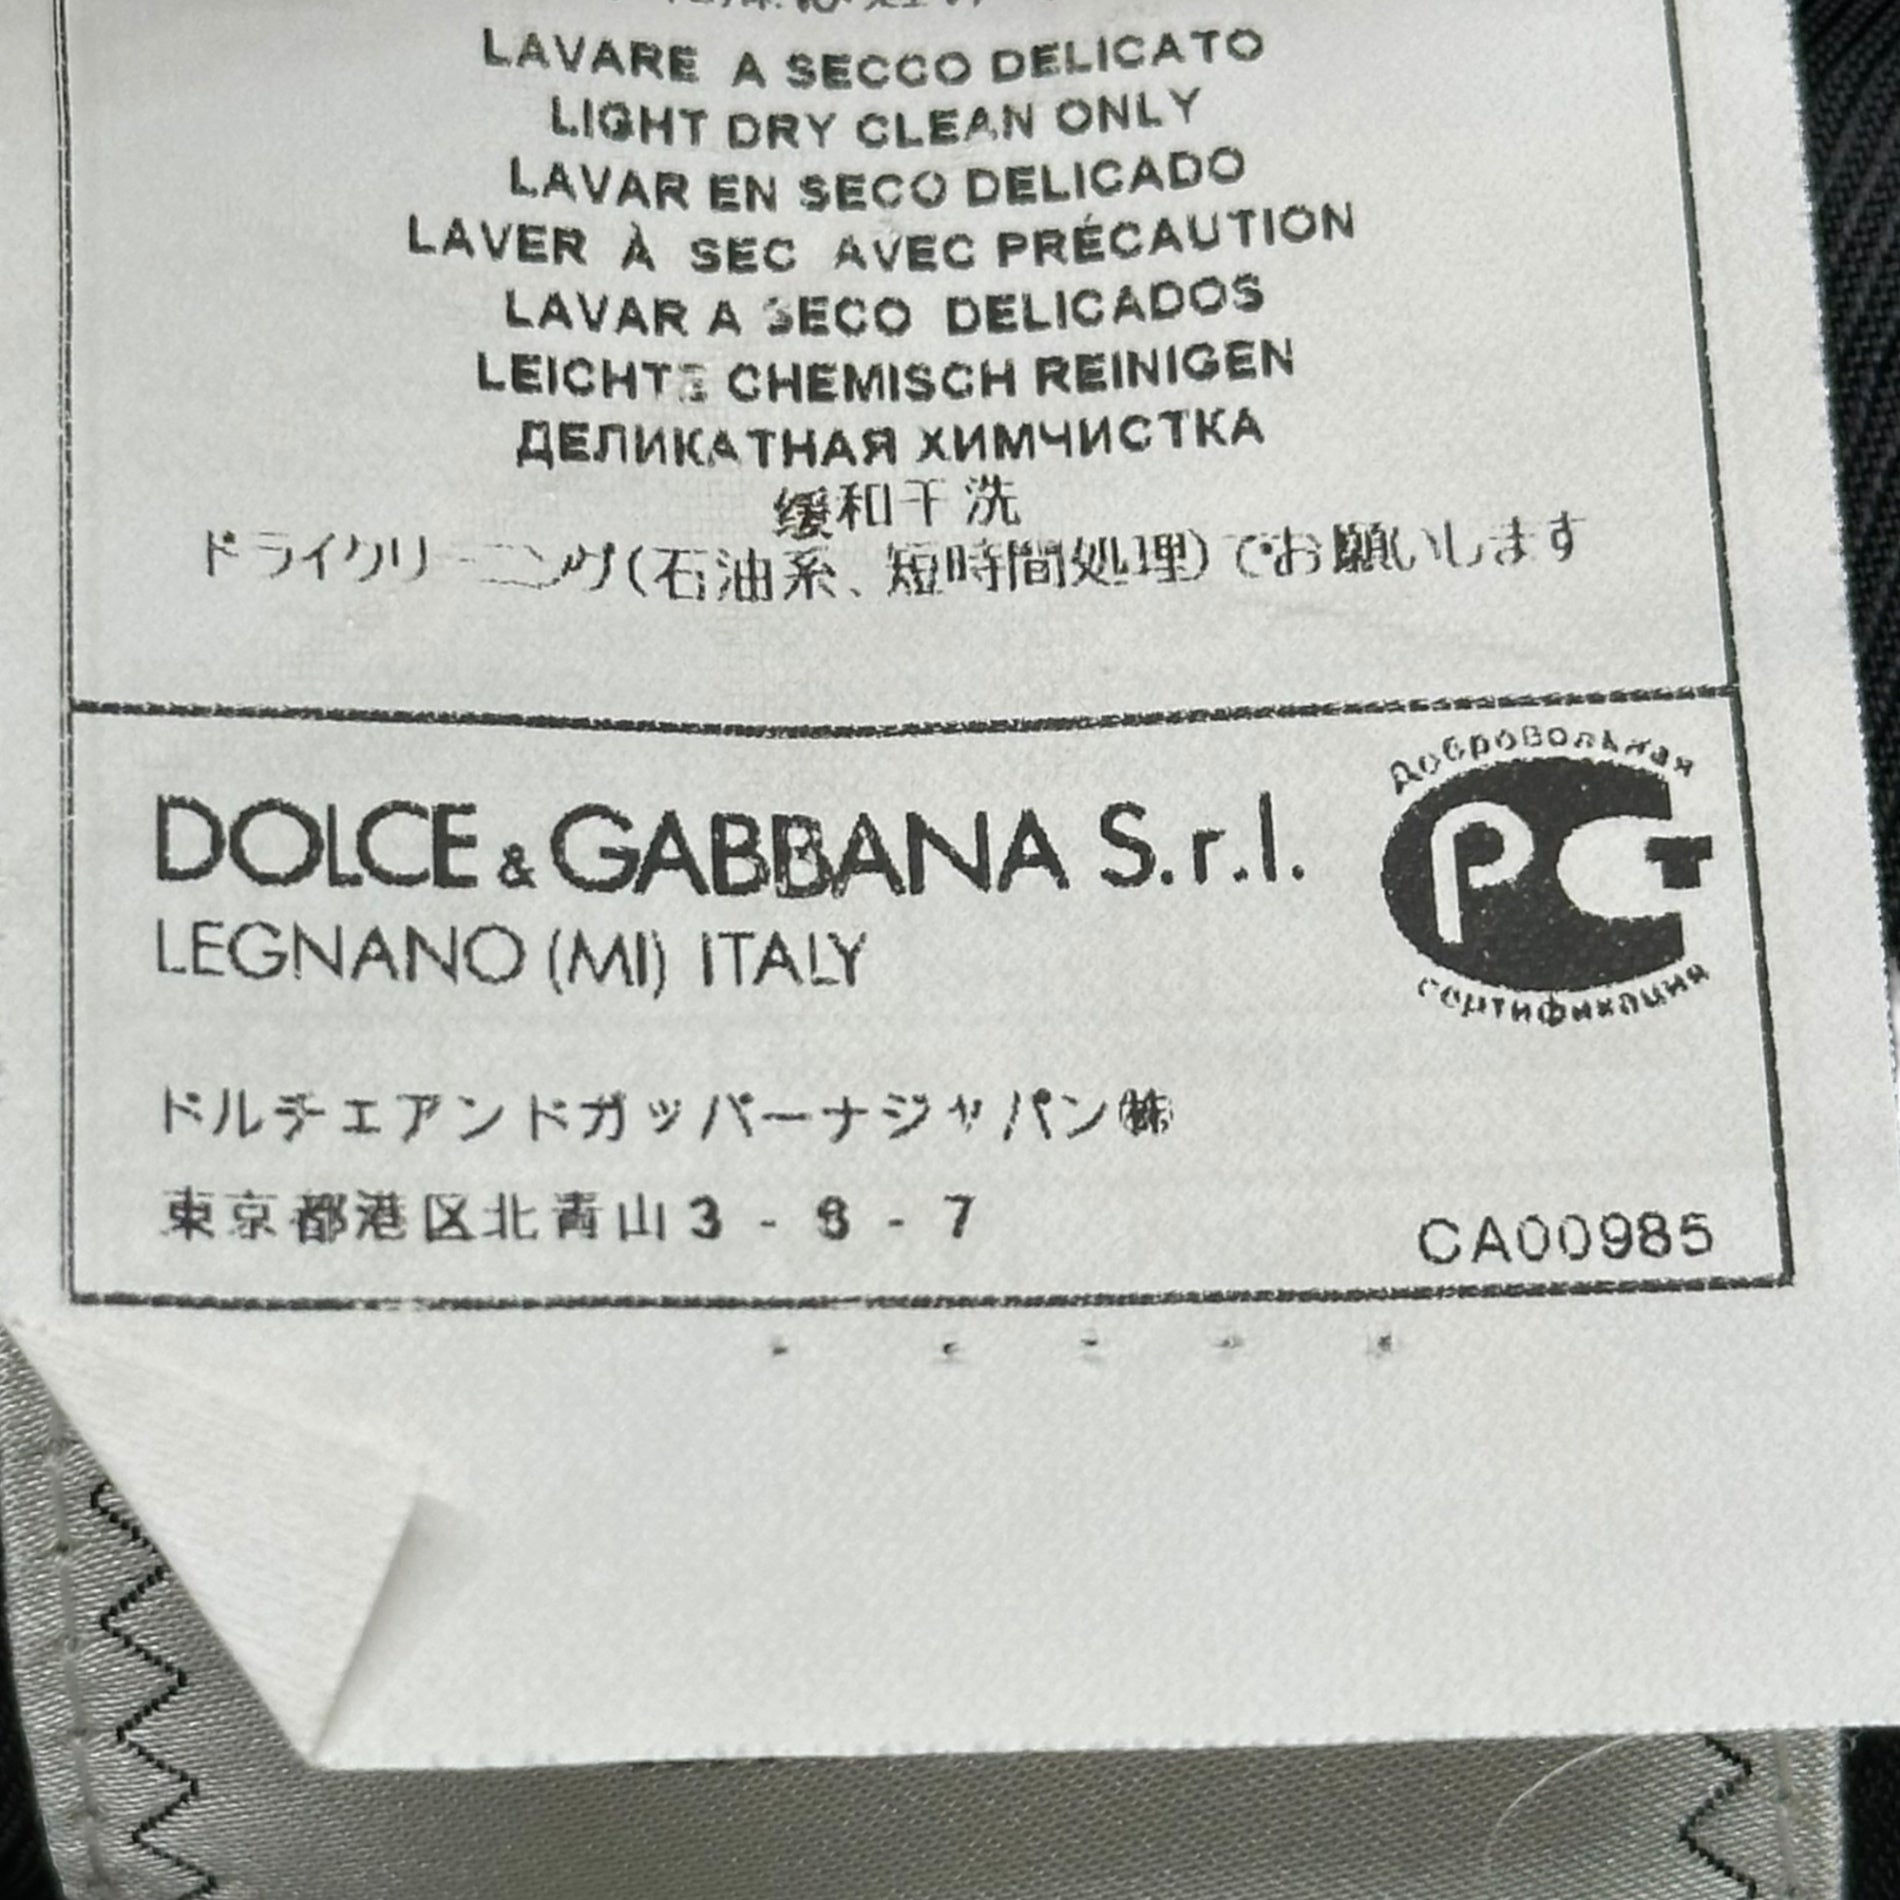 LAVARE A SECCO DELICATO
LIGHT DRY CLEAN ONLY
LAVAR EN SECO DELICADO
LAVER À SEC AVEC PRÉCAUTION
LAVAR A SECO DELICADOS
LEICHTE CHEMISCH REINIGEN
ДЕЛИКАТНАЯ ХИМЧИСТКА
缓和干洗
ドライクリーニング(石油系、短時間処理)でお願いします
Добровольная
РСТ
сертификация
DOLCE & GABBANA S.r.l.
LEGNANO (MI) ITALY
ドルチェアンドガッバーナジャパン㈱
東京都港区北青山3-6-7
CA00985